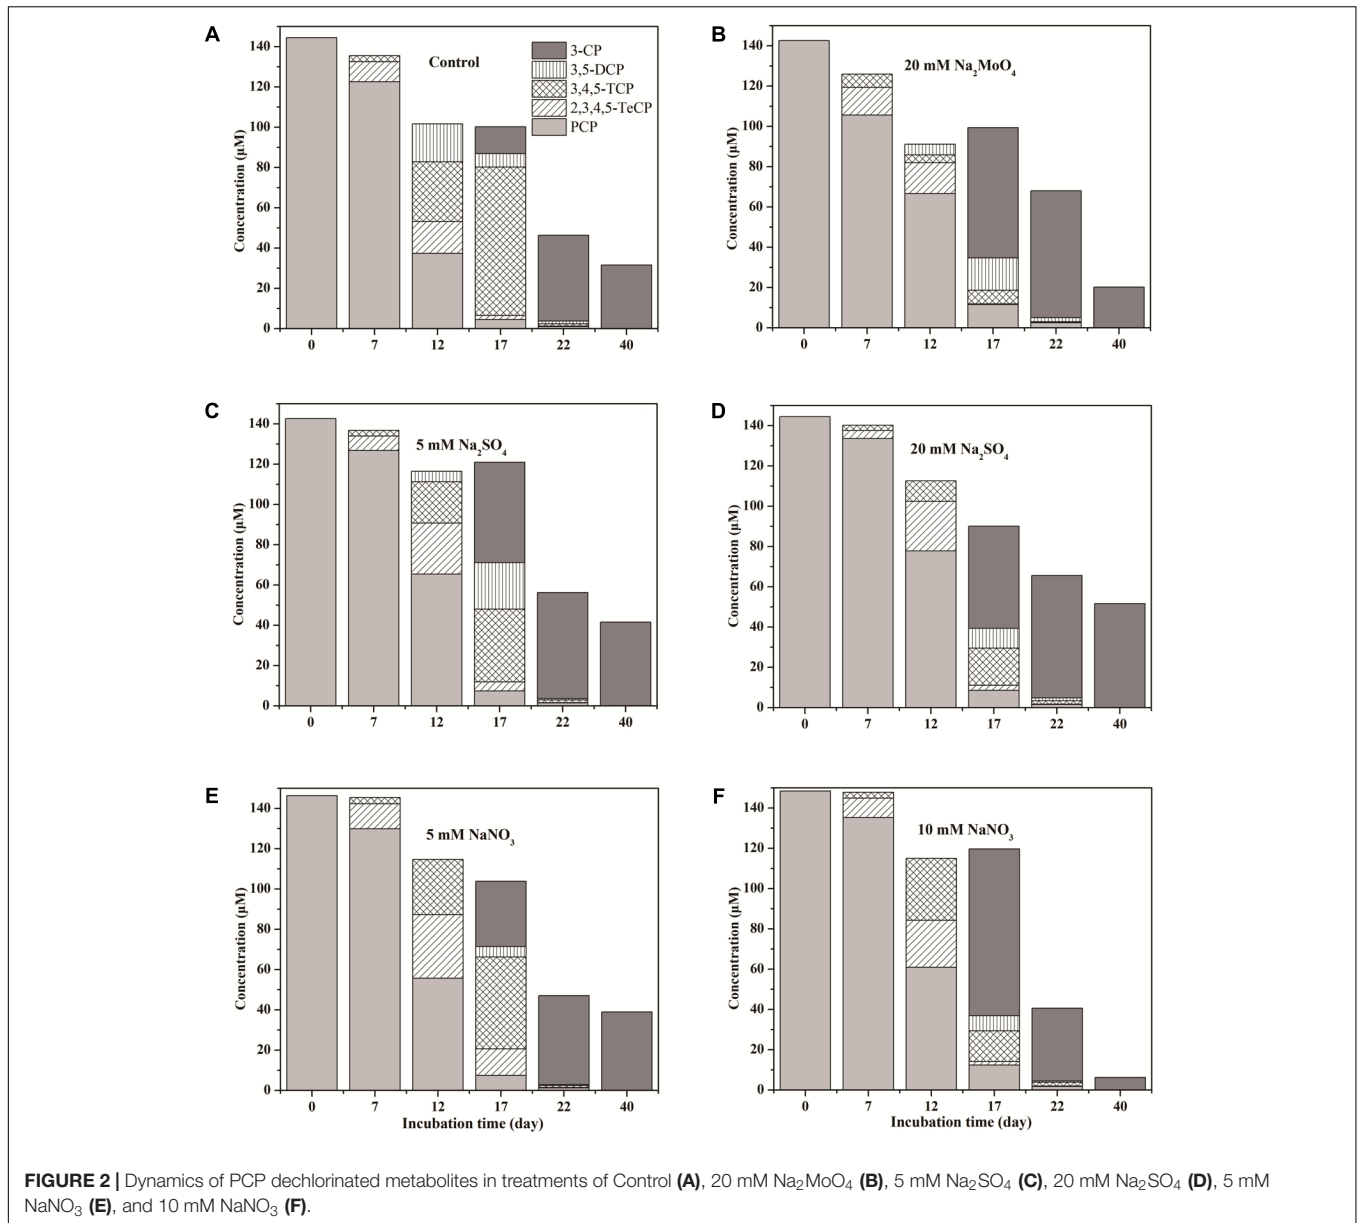 A
Control
3-CP
3,5-DCP
3,4,5-TCP
2,3,4,5-TeCP
PCP
Concentration (µM)
140
120
100
80
60
40
20
0
0 7 12 17 22 40
B
20 mM Na₂MoO₄
Concentration (µM)
140
120
100
80
60
40
20
0
0 7 12 17 22 40
C
5 mM Na₂SO₄
Concentration (µM)
140
120
100
80
60
40
20
0
0 7 12 17 22 40
D
20 mM Na₂SO₄
Concentration (µM)
140
120
100
80
60
40
20
0
0 7 12 17 22 40
E
5 mM NaNO₃
Concentration (µM)
140
120
100
80
60
40
20
0
0 7 12 17 22 40
Incubation time (day)
F
10 mM NaNO₃
Concentration (µM)
140
120
100
80
60
40
20
0
0 7 12 17 22 40
Incubation time (day)
FIGURE 2 | Dynamics of PCP dechlorinated metabolites in treatments of Control (A), 20 mM Na₂MoO₄ (B), 5 mM Na₂SO₄ (C), 20 mM Na₂SO₄ (D), 5 mM
NaNO₃ (E), and 10 mM NaNO₃ (F).